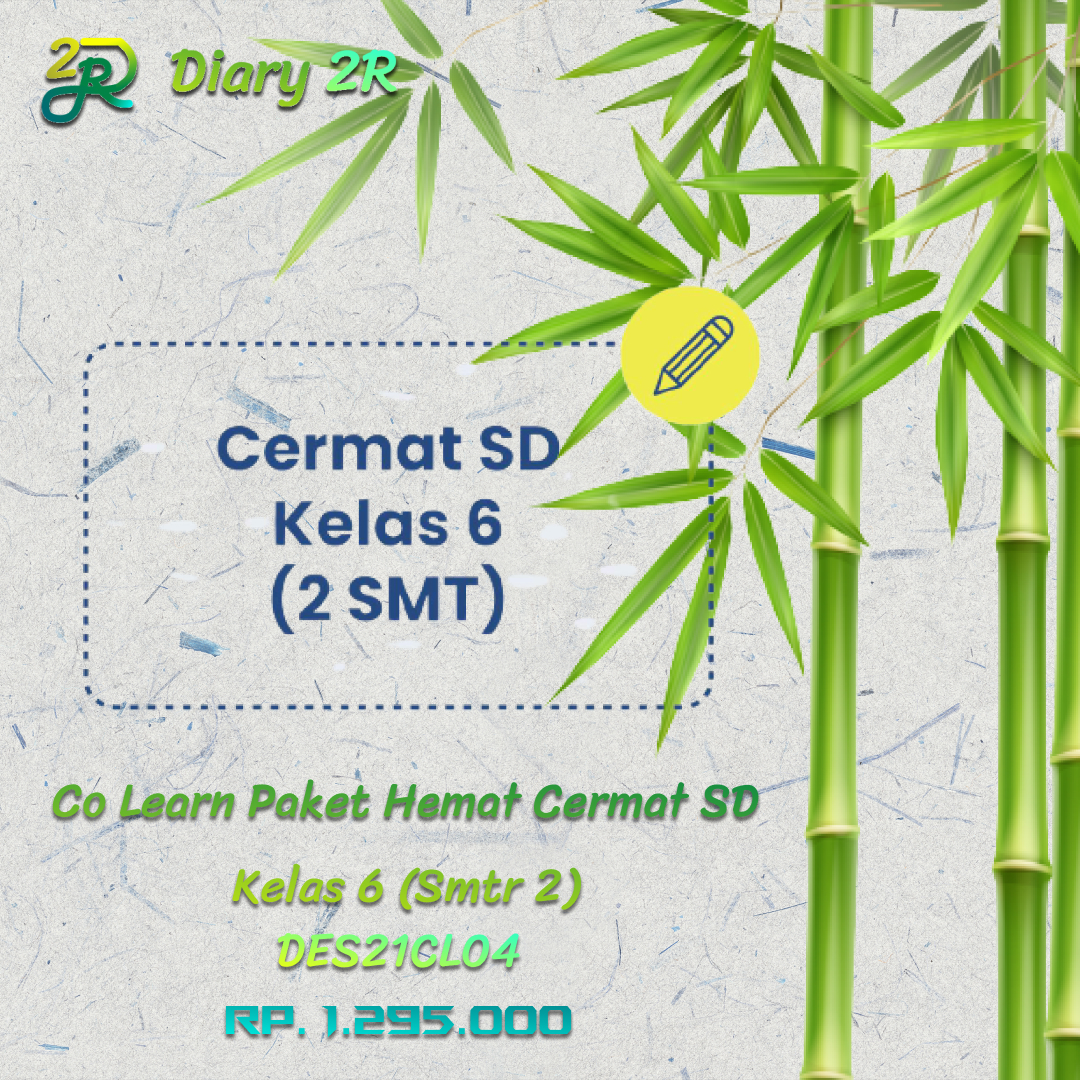 2R Diary 2R
Cermat SD
Kelas 6
(2 SMT)
Co Learn Paket Hemat Cermat SD
Kelas 6 (Smtr 2)
DES21CL04
RP. 1.295.000